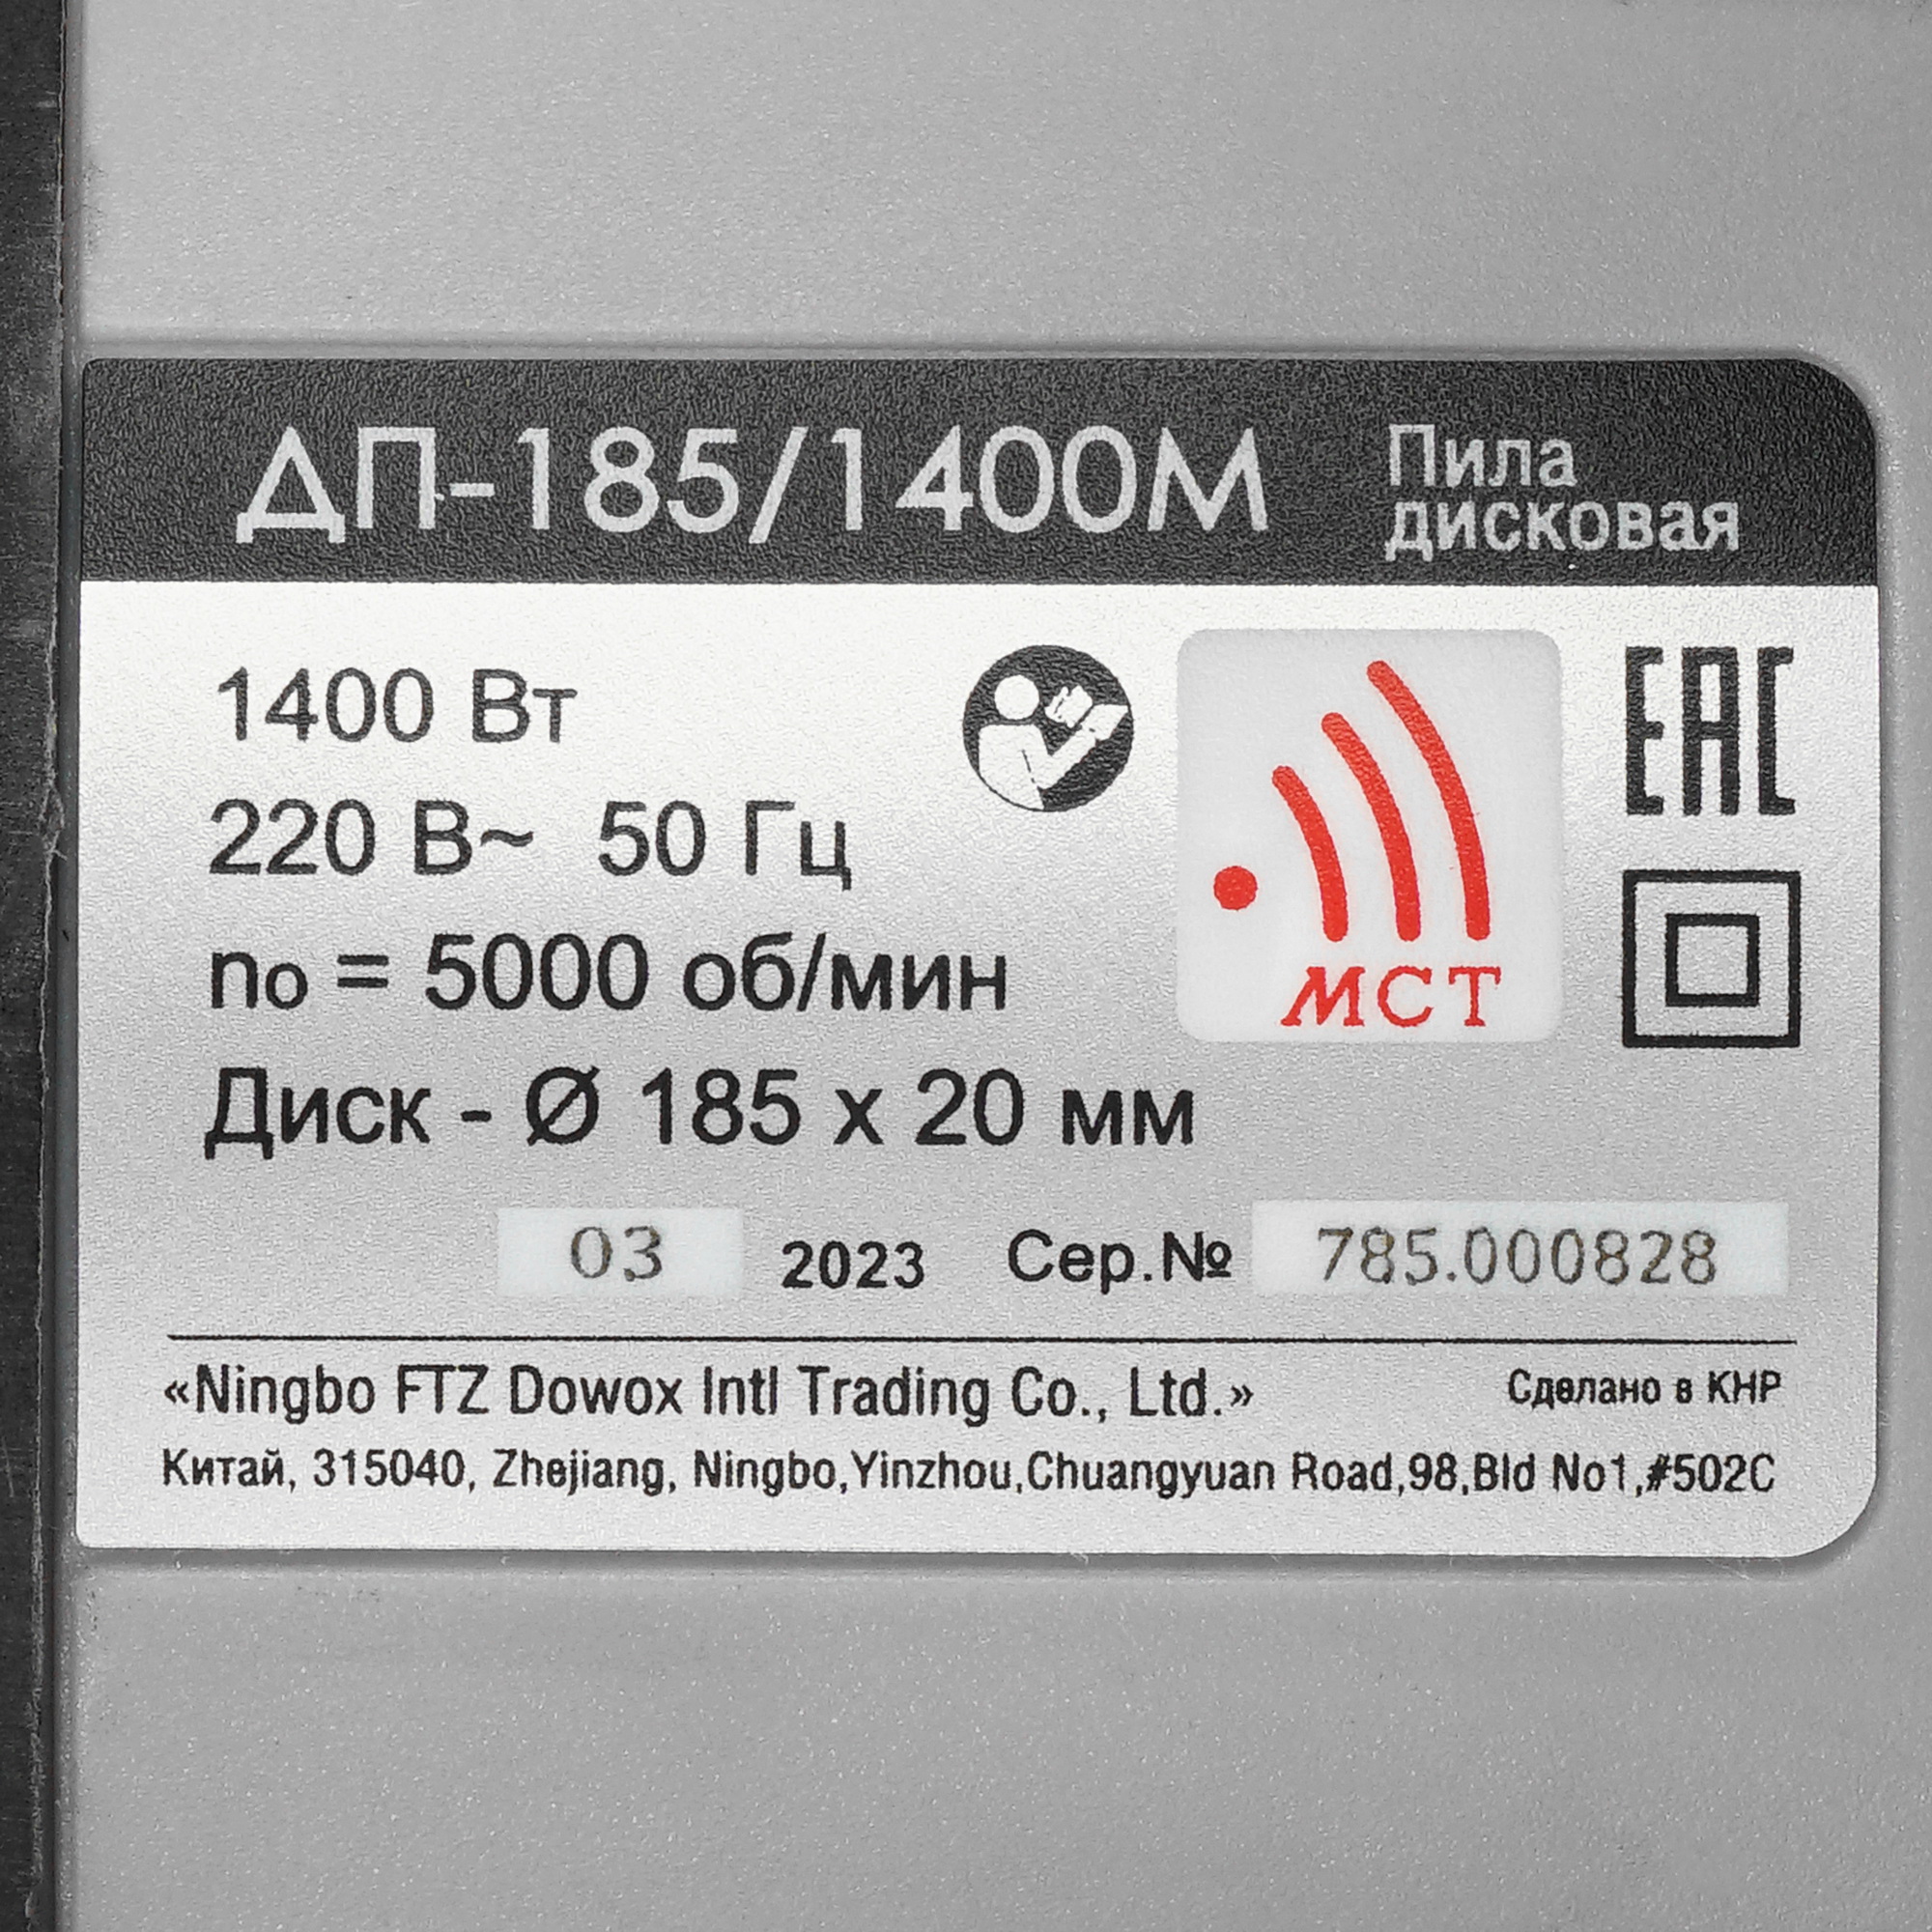 ДП-185/1400М
Пила
дисковая
1400 Вт
220 В~ 50 Гц
no = 5000 об/мин
Диск - Ø 185 x 20 мм
EAC
МСТ
03 2023 Сер.№ 785.000828
«Ningbo FTZ Dowox Intl Trading Co., Ltd.» Сделано в КНР
Китай, 315040, Zhejiang, Ningbo,Yinzhou,Chuangyuan Road,98,Bld No1,#502C